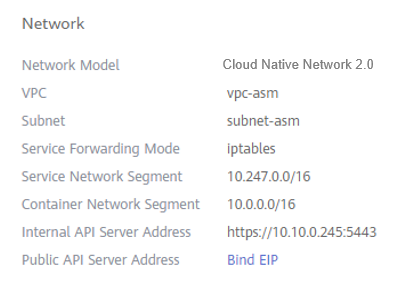 Network
Network Model Cloud Native Network 2.0
VPC vpc-asm
Subnet subnet-asm
Service Forwarding Mode iptables
Service Network Segment 10.247.0.0/16
Container Network Segment 10.0.0.0/16
Internal API Server Address https://10.10.0.245:5443
Public API Server Address Bind EIP